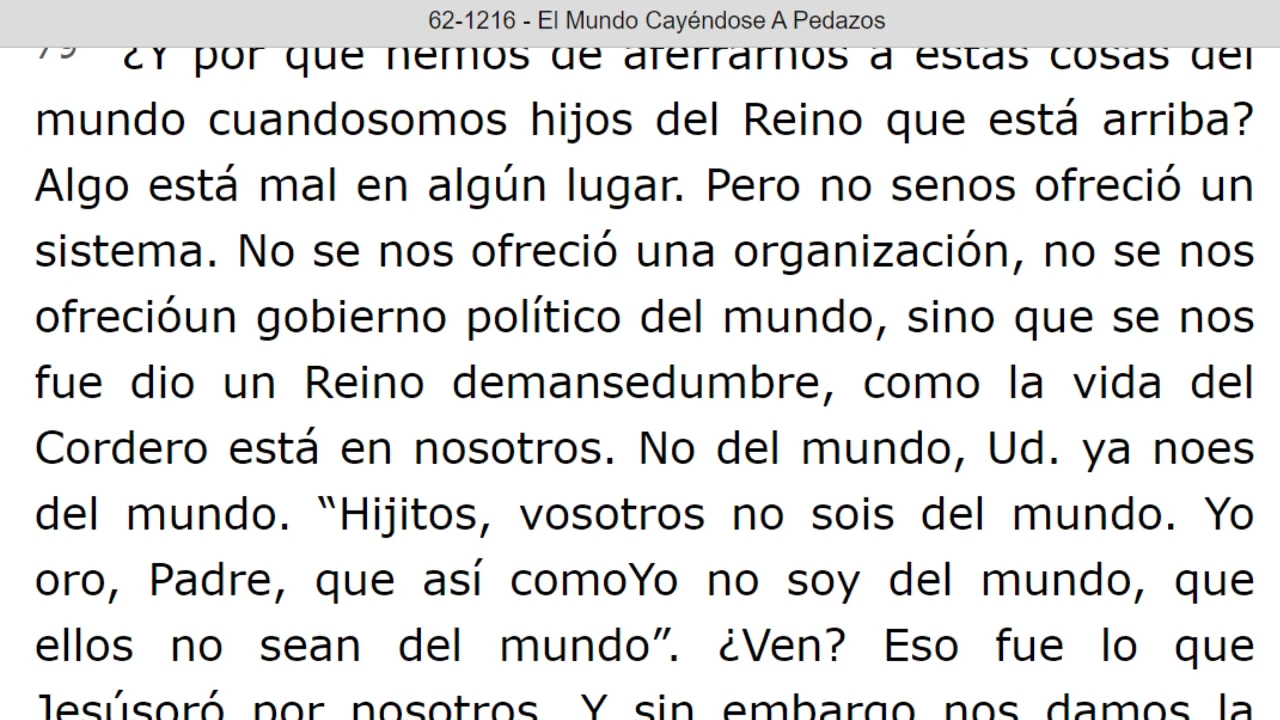 62-1216 - El Mundo Cayéndose A Pedazos
79 ¿Y por qué hemos de aferrarnos a estas cosas del
mundo cuandosomos hijos del Reino que está arriba?
Algo está mal en algún lugar. Pero no senos ofreció un
sistema. No se nos ofreció una organización, no se nos
ofrecióun gobierno político del mundo, sino que se nos
fue dio un Reino demansedumbre, como la vida del
Cordero está en nosotros. No del mundo, Ud. ya noes
del mundo. “Hijitos, vosotros no sois del mundo. Yo
oro, Padre, que así comoYo no soy del mundo, que
ellos no sean del mundo”. ¿Ven? Eso fue lo que
Jesúsoró por nosotros. Y sin embargo nos damos la